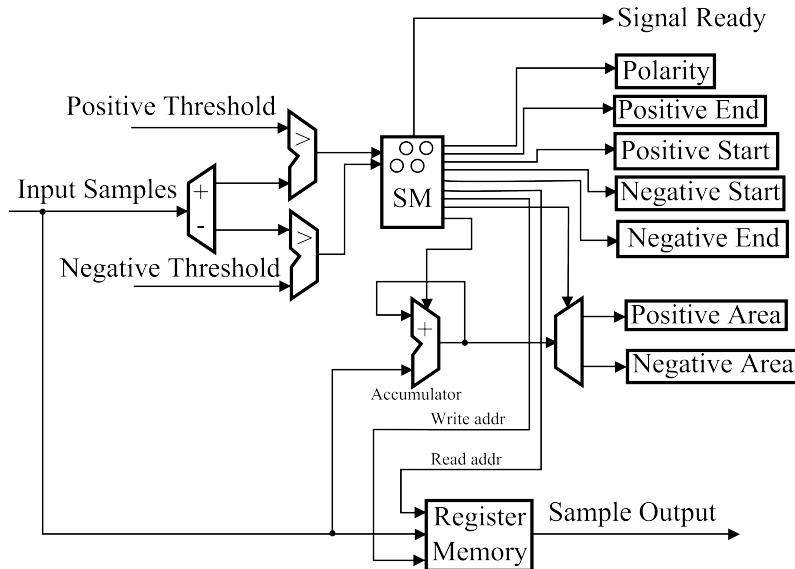 Signal Ready
Polarity
Positive Threshold
Positive End
>
Positive Start
SM
Input Samples
+
-
Negative Start
>
Negative End
Negative Threshold
Positive Area
+
Negative Area
Accumulator
Write addr
Read addr
Register
Memory
Sample Output